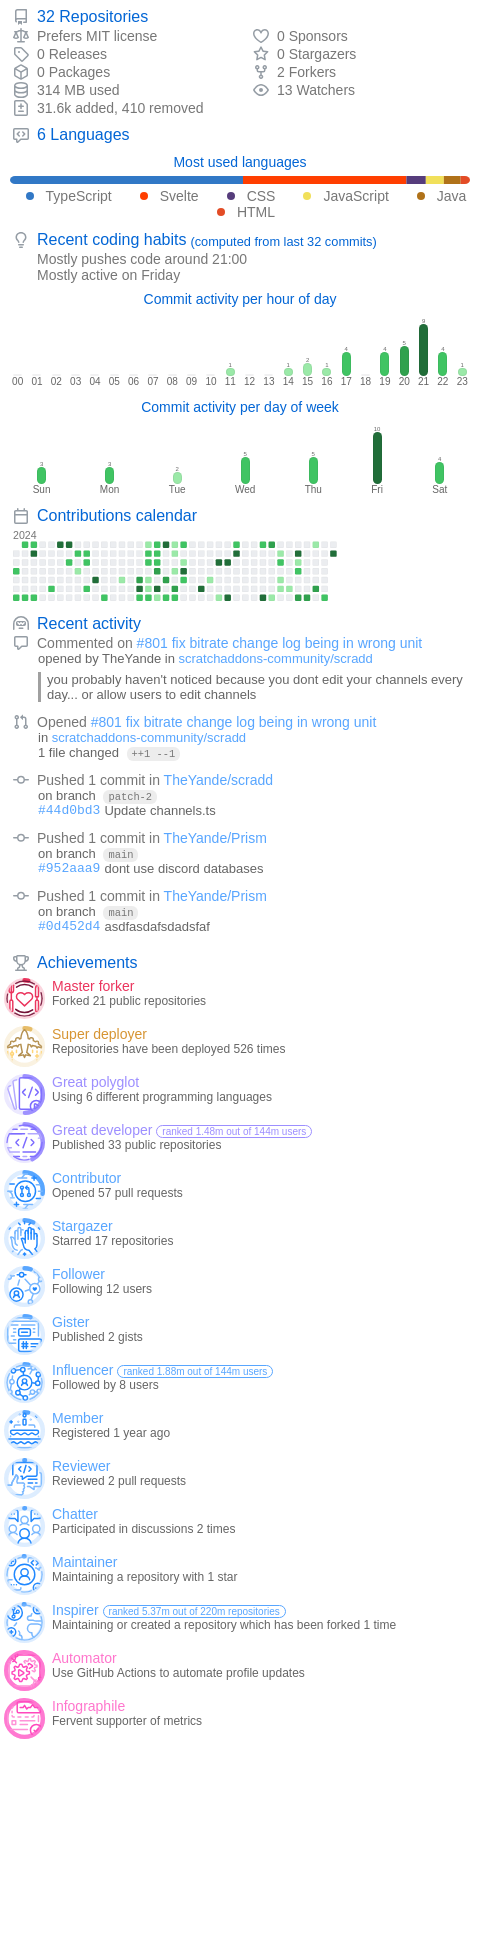 32 Repositories
Prefers MIT license
0 Sponsors
0 Releases
0 Stargazers
0 Packages
2 Forkers
314 MB used
13 Watchers
31.6k added, 410 removed
6 Languages
Most used languages
TypeScript Svelte CSS JavaScript Java
HTML
Recent coding habits (computed from last 32 commits)
Mostly pushes code around 21:00
Mostly active on Friday
Commit activity per hour of day
1 1 2 1 4 4 5 9 4 1
00 01 02 03 04 05 06 07 08 09 10 11 12 13 14 15 16 17 18 19 20 21 22 23
Commit activity per day of week
3 3 2 5 5 10 4
Sun Mon Tue Wed Thu Fri Sat
Contributions calendar
2024
Recent activity
Commented on #801 fix bitrate change log being in wrong unit
opened by TheYande in scratchaddons-community/scradd
you probably haven't noticed because you dont edit your channels every
day... or allow users to edit channels
Opened #801 fix bitrate change log being in wrong unit
in scratchaddons-community/scradd
1 file changed ++1 --1
Pushed 1 commit in TheYande/scradd
on branch patch-2
#44d0bd3 Update channels.ts
Pushed 1 commit in TheYande/Prism
on branch main
#952aaa9 dont use discord databases
Pushed 1 commit in TheYande/Prism
on branch main
#0d452d4 asdfasdafsdadsfaf
Achievements
Master forker
Forked 21 public repositories
Super deployer
Repositories have been deployed 526 times
Great polyglot
Using 6 different programming languages
Great developer ranked 1.48m out of 144m users
Published 33 public repositories
Contributor
Opened 57 pull requests
Stargazer
Starred 17 repositories
Follower
Following 12 users
Gister
Published 2 gists
Influencer ranked 1.88m out of 144m users
Followed by 8 users
Member
Registered 1 year ago
Reviewer
Reviewed 2 pull requests
Chatter
Participated in discussions 2 times
Maintainer
Maintaining a repository with 1 star
Inspirer ranked 5.37m out of 220m repositories
Maintaining or created a repository which has been forked 1 time
Automator
Use GitHub Actions to automate profile updates
Infographile
Fervent supporter of metrics